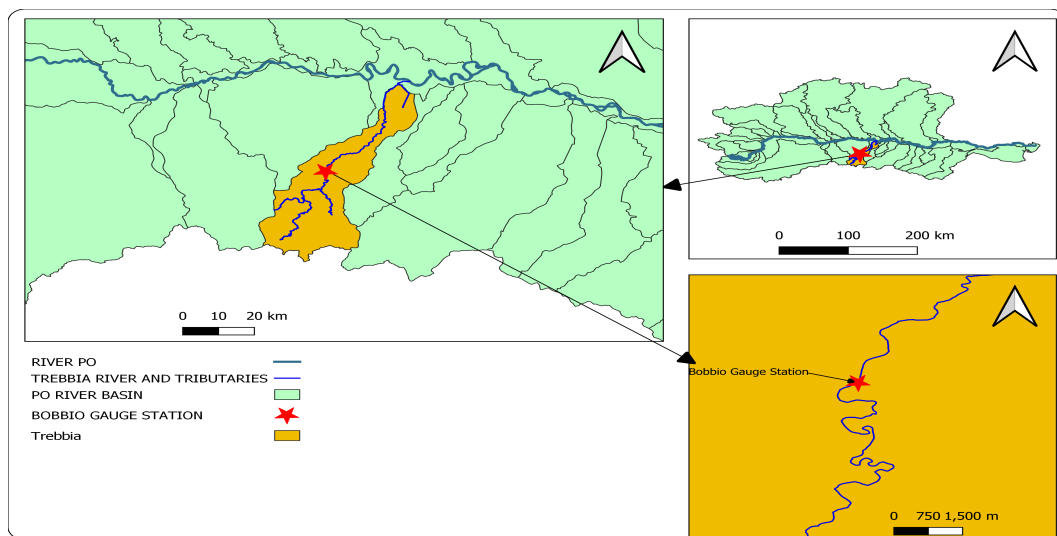 0 10 20 km
RIVER PO
TREBBIA RIVER AND TRIBUTARIES
PO RIVER BASIN
BOBBIO GAUGE STATION
Trebbia
0 100 200 km
Bobbio Gauge Station
0 750 1,500 m